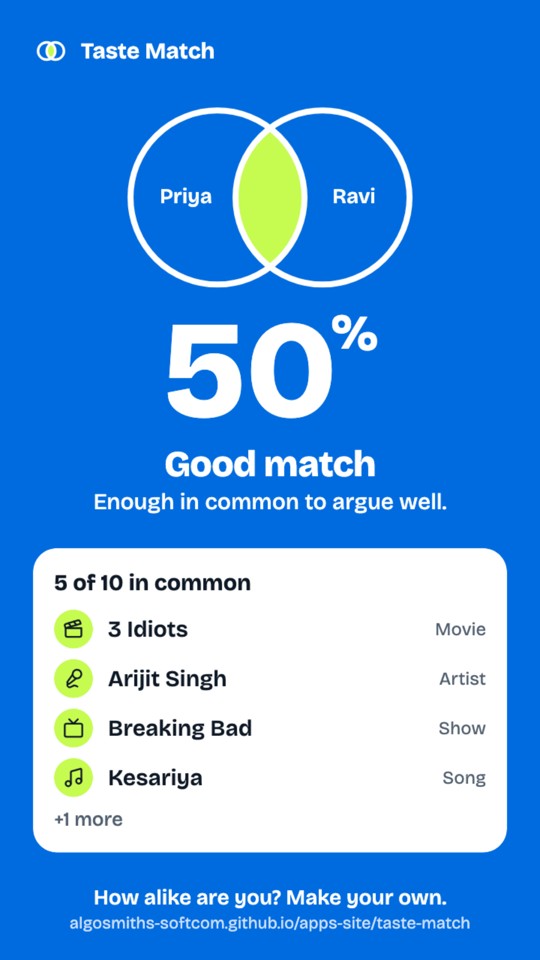 Taste Match
Priya
Ravi
50%
Good match
Enough in common to argue well.
5 of 10 in common
3 Idiots Movie
Arijit Singh Artist
Breaking Bad Show
Kesariya Song
+1 more
How alike are you? Make your own.
algosmiths-softcom.github.io/apps-site/taste-match